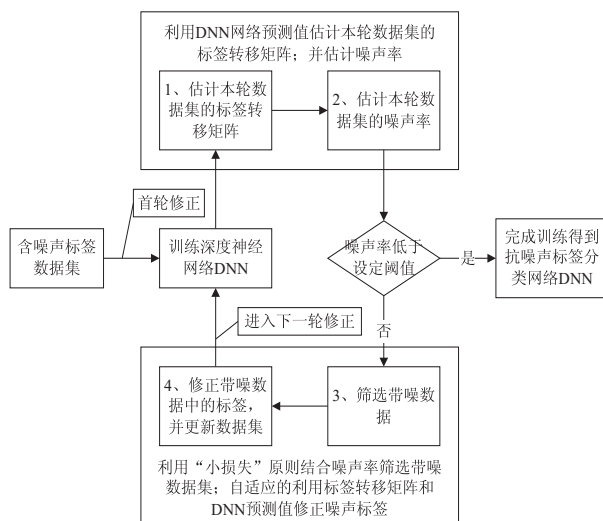 利用DNN网络预测值估计本轮数据集的
标签转移矩阵；并估计噪声率
1、估计本轮数
据集的标签转
移矩阵
2、估计本轮数
据集的噪声率
首轮修正
含噪声标签
数据集
训练深度神经
网络DNN
噪声率低于
设定阈值
是
完成训练得到
抗噪声标签分
类网络DNN
进入下一轮修正
否
4、修正带噪数
据中的标签，
并更新数据集
3、筛选带噪
数据
利用“小损失”原则结合噪声率筛选带噪
数据集；自适应的利用标签转移矩阵和
DNN预测值修正噪声标签